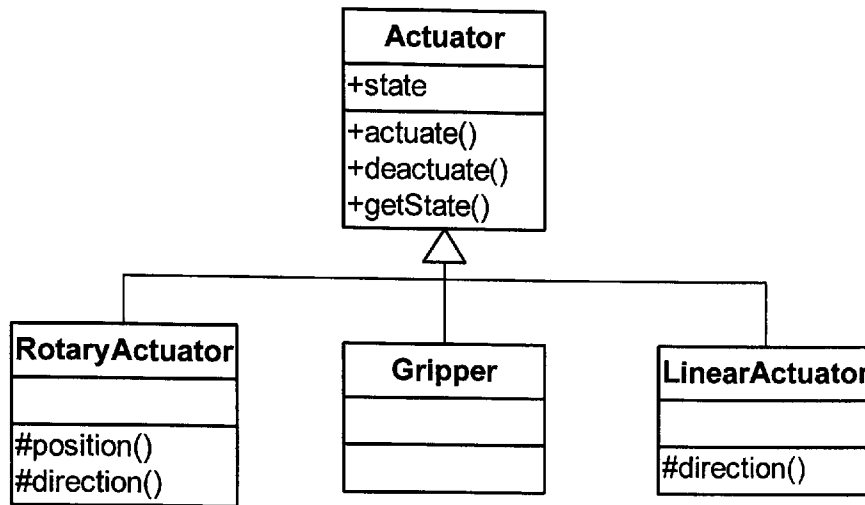 Actuator
+state
+actuate()
+deactuate()
+getState()
RotaryActuator
#position()
#direction()
Gripper
LinearActuator
#direction()